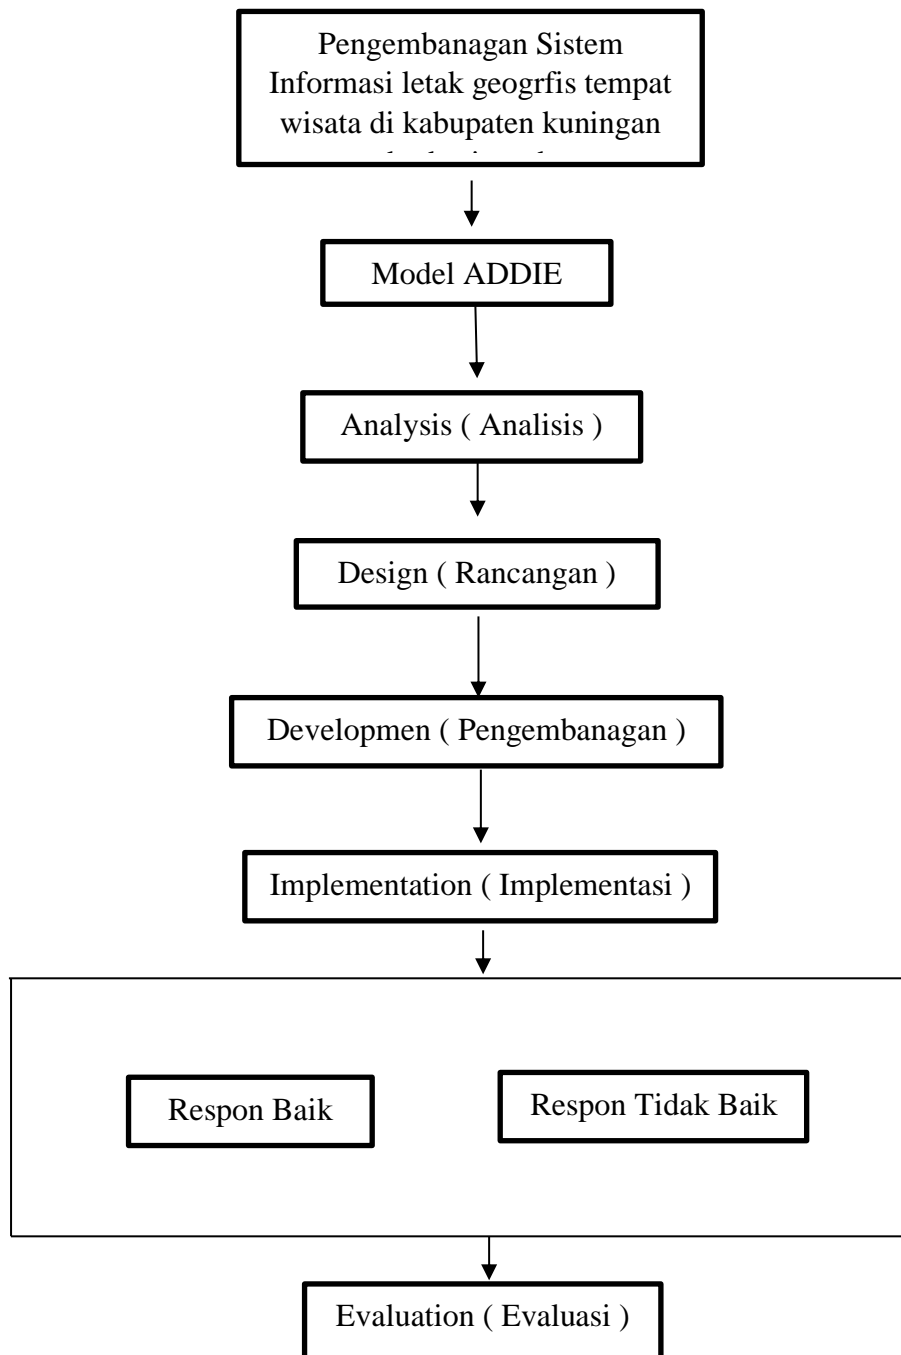 Pengembanagan Sistem
Informasi letak geogrfis tempat
wisata di kabupaten kuningan
Model ADDIE
Analysis ( Analisis )
Design ( Rancangan )
Developmen ( Pengembanagan )
Implementation ( Implementasi )
Respon Baik
Respon Tidak Baik
Evaluation ( Evaluasi )